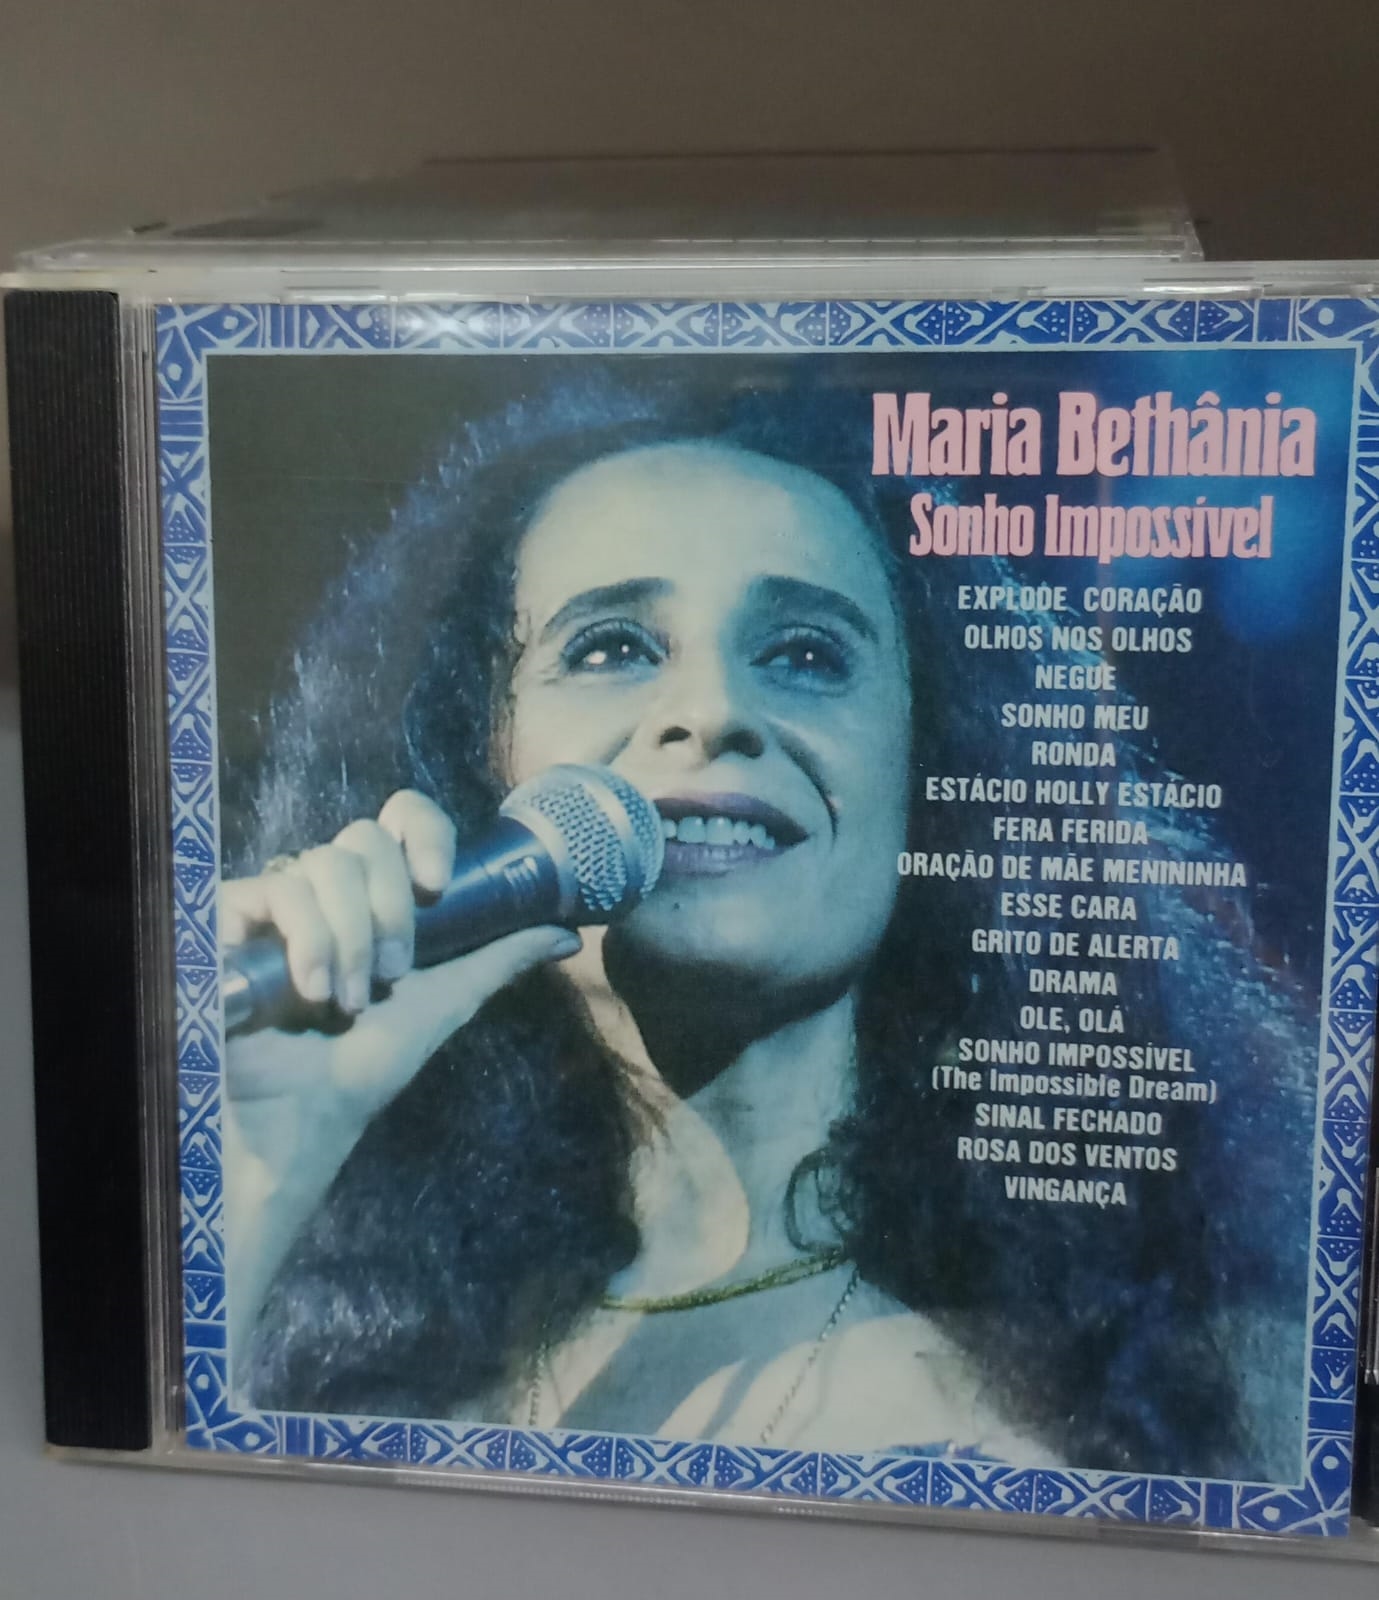 Maria Bethânia
Sonho Impossível
EXPLODE CORAÇÃO
OLHOS NOS OLHOS
NEGUE
SONHO MEU
RONDA
ESTÁCIO HOLLY ESTÁCIO
FERA FERIDA
ORAÇÃO DE MÃE MENININHA
ESSE CARA
GRITO DE ALERTA
DRAMA
OLE, OLÁ
SONHO IMPOSSÍVEL
(The Impossible Dream)
SINAL FECHADO
ROSA DOS VENTOS
VINGANÇA